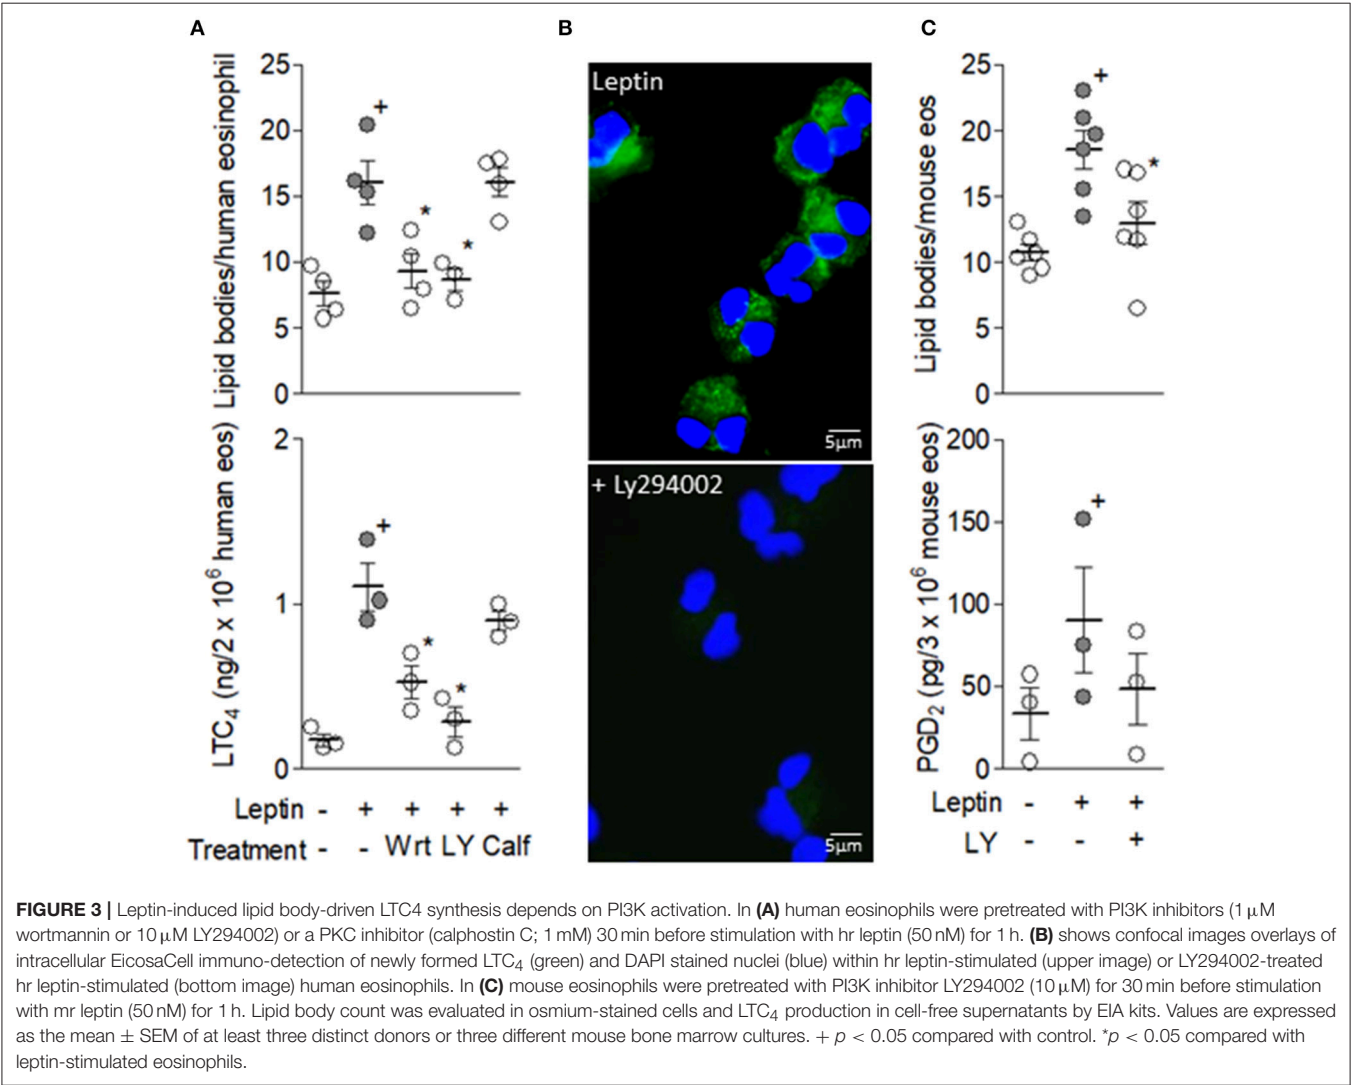 A
B
C
Lipid bodies/human eosinophil
25
20
15
10
5
0
+
*
*
LTC4 (ng/2 x 10^6 human eos)
2
1
0
+
*
*
Leptin - + + + +
Treatment - - Wrt LY Calf
Leptin
5μm
+ Ly294002
5μm
Lipid bodies/mouse eos
25
20
15
10
5
0
+
*
PGD2 (pg/3 x 10^6 mouse eos)
200
150
100
50
0
+
Leptin - + +
LY - - +
FIGURE 3 | Leptin-induced lipid body-driven LTC4 synthesis depends on PI3K activation. In (A) human eosinophils were pretreated with PI3K inhibitors (1 μM
wortmannin or 10 μM LY294002) or a PKC inhibitor (calphostin C; 1 mM) 30 min before stimulation with hr leptin (50 nM) for 1 h. (B) shows confocal images overlays of
intracellular EicosaCell immuno-detection of newly formed LTC4 (green) and DAPI stained nuclei (blue) within hr leptin-stimulated (upper image) or LY294002-treated
hr leptin-stimulated (bottom image) human eosinophils. In (C) mouse eosinophils were pretreated with PI3K inhibitor LY294002 (10 μM) for 30 min before stimulation
with mr leptin (50 nM) for 1 h. Lipid body count was evaluated in osmium-stained cells and LTC4 production in cell-free supernatants by EIA kits. Values are expressed
as the mean ± SEM of at least three distinct donors or three different mouse bone marrow cultures. + p < 0.05 compared with control. *p < 0.05 compared with
leptin-stimulated eosinophils.